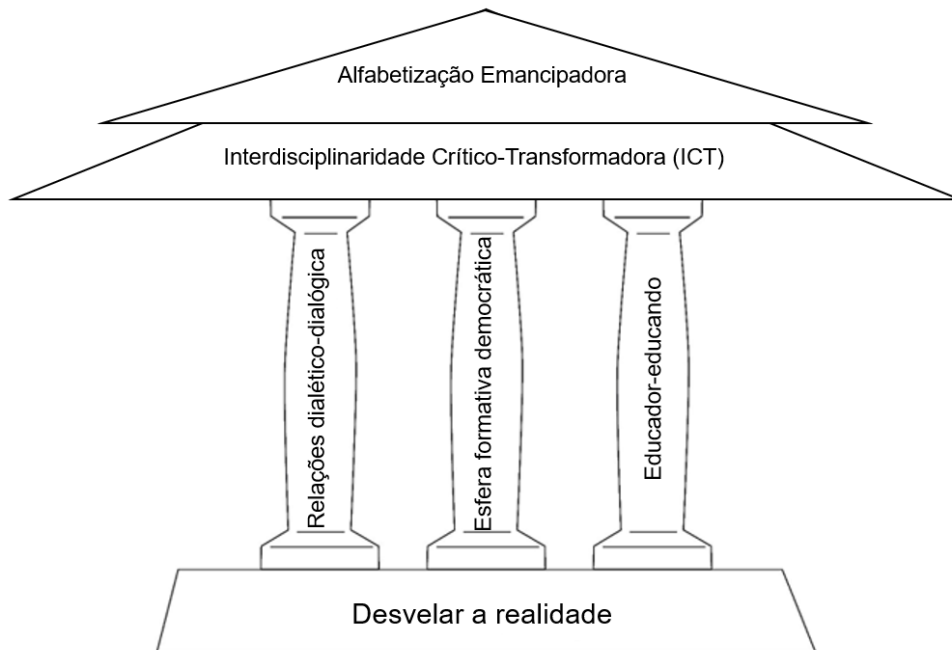 Alfabetização Emancipadora
Interdisciplinaridade Crítico-Transformadora (ICT)
Relações dialético-dialógica
Esfera formativa democrática
Educador-educando
Desvelar a realidade